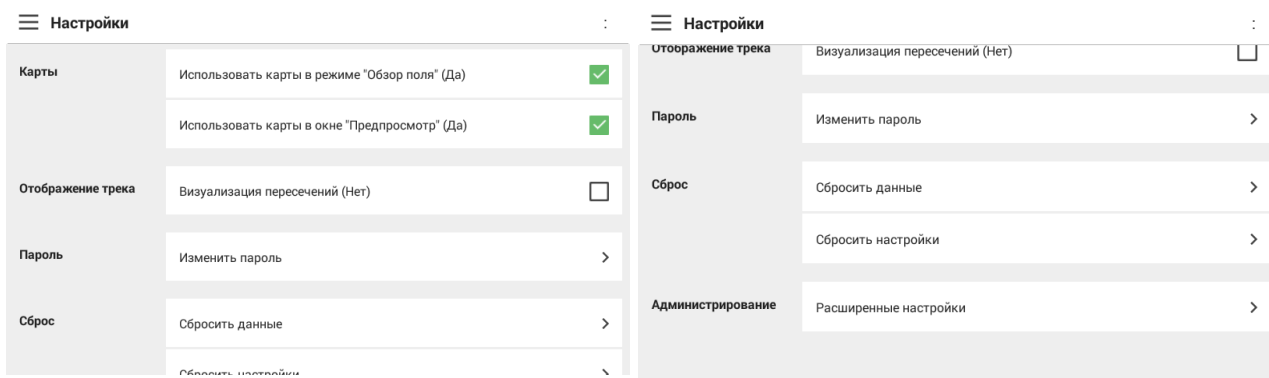 Настройки
Карты
Использовать карты в режиме "Обзор поля" (Да)
Использовать карты в окне "Предпросмотр" (Да)
Отображение трека
Визуализация пересечений (Нет)
Пароль
Изменить пароль
Сброс
Сбросить данные
Сбросить настройки
Настройки
Отображение трека
Визуализация пересечений (Нет)
Пароль
Изменить пароль
Сброс
Сбросить данные
Сбросить настройки
Администрирование
Расширенные настройки